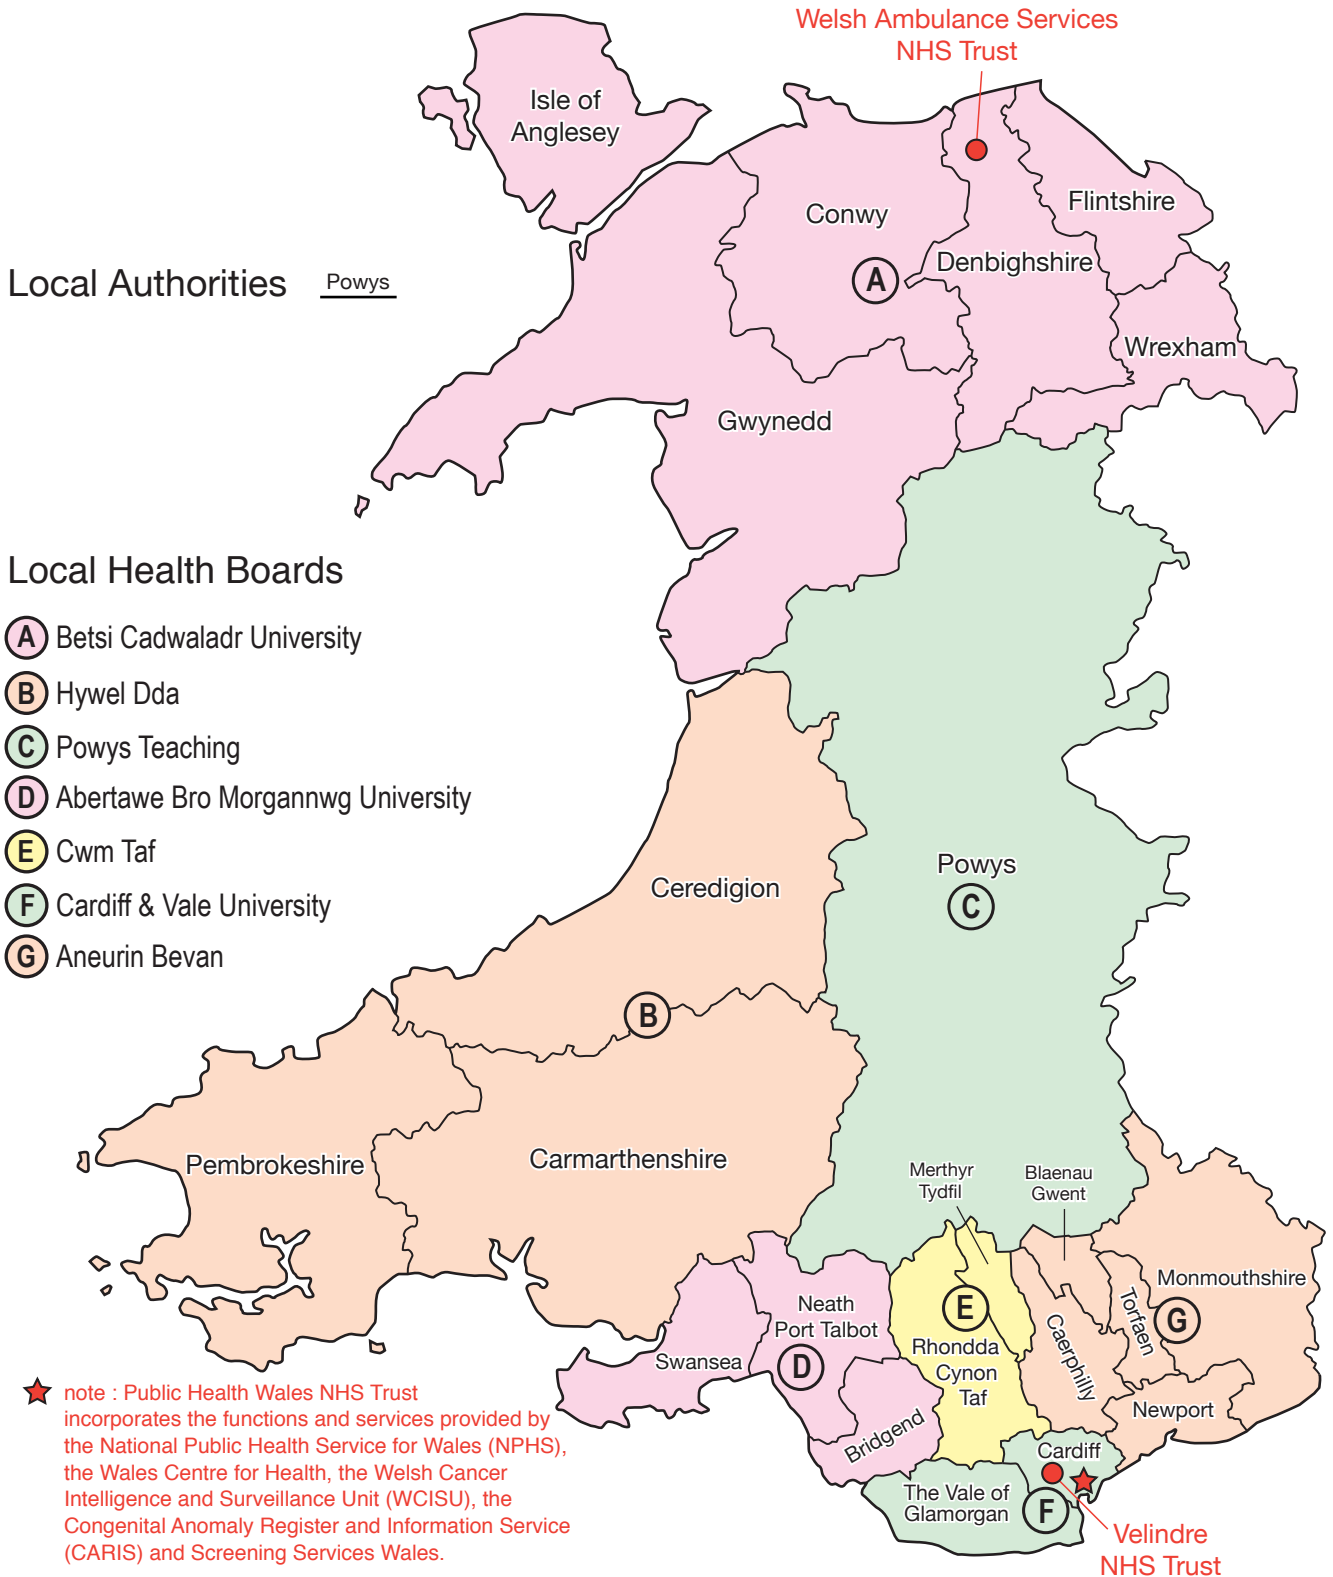 Welsh Ambulance Services
NHS Trust
Isle of
Anglesey
Conwy
Flintshire
Denbighshire
A
Wrexham
Gwynedd
Local Authorities
Powys
Local Health Boards
A Betsi Cadwaladr University
B Hywel Dda
C Powys Teaching
D Abertawe Bro Morgannwg University
E Cwm Taf
F Cardiff & Vale University
G Aneurin Bevan
Powys
C
Ceredigion
B
Pembrokeshire
Carmarthenshire
Merthyr
Tydfil
Blaenau
Gwent
Monmouthshire
Torfaen
G
Caerphilly
Newport
E
Rhondda
Cynon
Taf
Neath
Port Talbot
D
Swansea
Bridgend
Cardiff
The Vale of
Glamorgan
F
Velindre
NHS Trust
note : Public Health Wales NHS Trust
incorporates the functions and services provided by
the National Public Health Service for Wales (NPHS),
the Wales Centre for Health, the Welsh Cancer
Intelligence and Surveillance Unit (WCISU), the
Congenital Anomaly Register and Information Service
(CARIS) and Screening Services Wales.